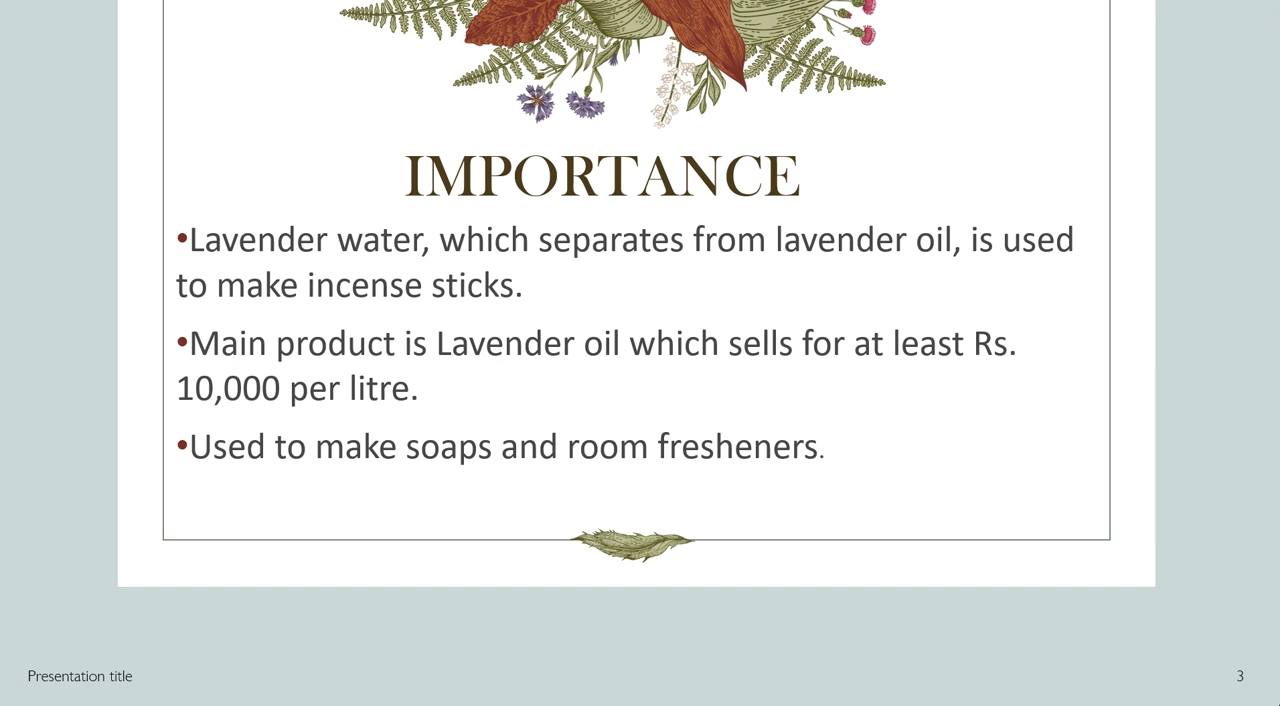 IMPORTANCE
•Lavender water, which separates from lavender oil, is used
to make incense sticks.
•Main product is Lavender oil which sells for at least Rs.
10,000 per litre.
•Used to make soaps and room fresheners.
Presentation title
3